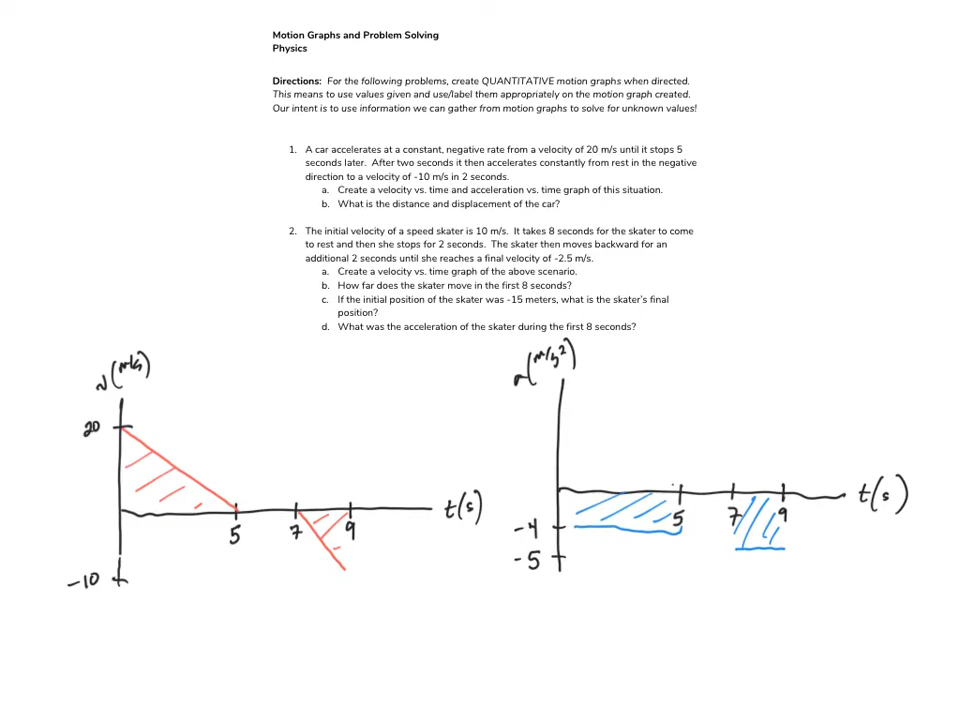 Motion Graphs and Problem Solving
Physics
Directions: For the following problems, create QUANTITATIVE motion graphs when directed.
This means to use values given and use/label them appropriately on the motion graph created.
Our intent is to use information we can gather from motion graphs to solve for unknown values!
1. A car accelerates at a constant, negative rate from a velocity of 20 m/s until it stops 5
seconds later. After two seconds it then accelerates constantly from rest in the negative
direction to a velocity of -10 m/s in 2 seconds.
a. Create a velocity vs. time and acceleration vs. time graph of this situation.
b. What is the distance and displacement of the car?
2. The initial velocity of a speed skater is 10 m/s. It takes 8 seconds for the skater to come
to rest and then she stops for 2 seconds. The skater then moves backward for an
additional 2 seconds until she reaches a final velocity of -2.5 m/s.
a. Create a velocity vs. time graph of the above scenario.
b. How far does the skater move in the first 8 seconds?
c. If the initial position of the skater was -15 meters, what is the skater's final
position?
d. What was the acceleration of the skater during the first 8 seconds?
v(m/s)
20
5 7 9
t(s)
-10
a(m/s²)
5 7 9
t(s)
-4
-5